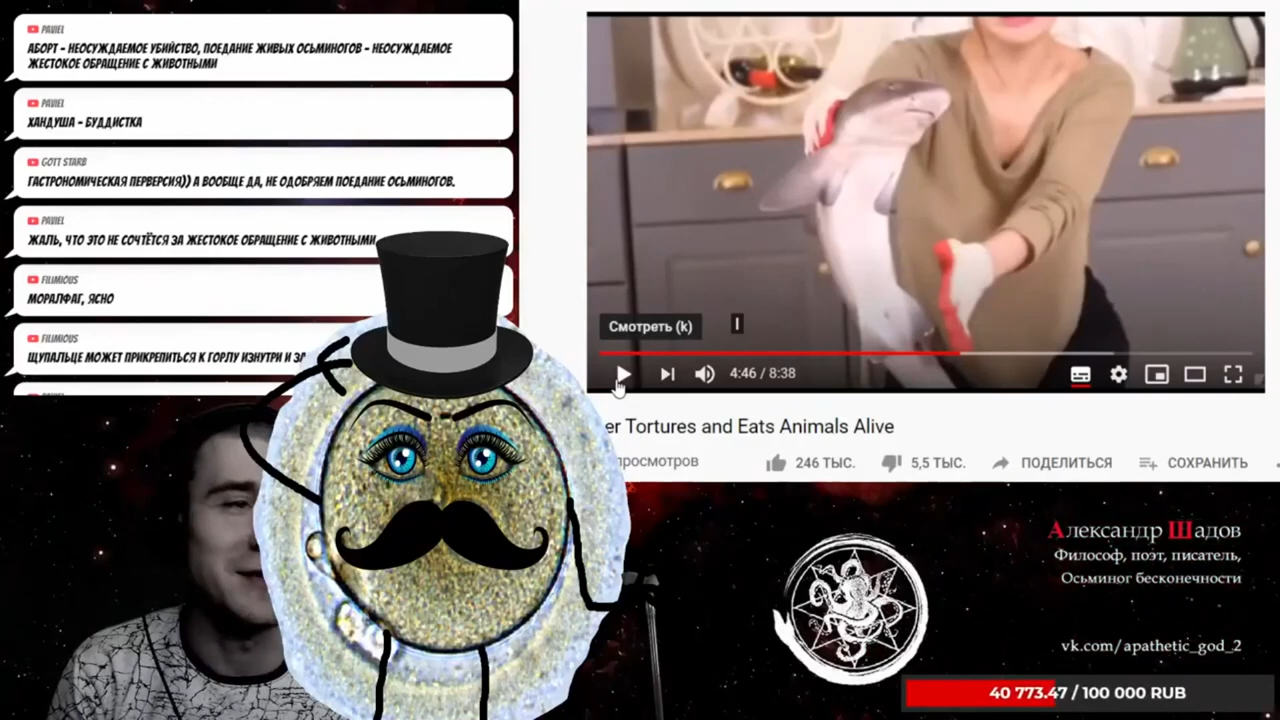 PAVIEL
АБОРТ - НЕОСУЖДАЕМОЕ УБИЙСТВО, ПОЕДАНИЕ ЖИВЫХ ОСЬМИНОГОВ - НЕОСУЖДАЕМОЕ
ЖЕСТОКОЕ ОБРАЩЕНИЕ С ЖИВОТНЫМИ
PAVIEL
ХАНДУША - БУДДИСТКА
GOTT STARB
ГАСТРОНОМИЧЕСКАЯ ПЕРВЕРСИЯ)) А ВООБЩЕ ДА, НЕ ОДОБРЯЕМ ПОЕДАНИЕ ОСЬМИНОГОВ.
PAVIEL
ЖАЛЬ, ЧТО ЭТО НЕ СОЧТЁТСЯ ЗА ЖЕСТОКОЕ ОБРАЩЕНИЕ С ЖИВОТНЫМИ
FILIMIOUS
МОРАЛФАГ, ЯСНО
FILIMIOUS
ЩУПАЛЬЦЕ МОЖЕТ ПРИКРЕПИТЬСЯ К ГОРЛУ ИЗНУТРИ И
Смотреть (k)
4:46 / 8:38
er Tortures and Eats Animals Alive
просмотров
246 ТЫС.
5,5 ТЫС.
ПОДЕЛИТЬСЯ
СОХРАНИТЬ
Александр Шадов
Философ, поэт, писатель,
Осьминог бесконечности
vk.com/apathetic_god_2
40 773.47 / 100 000 RUB